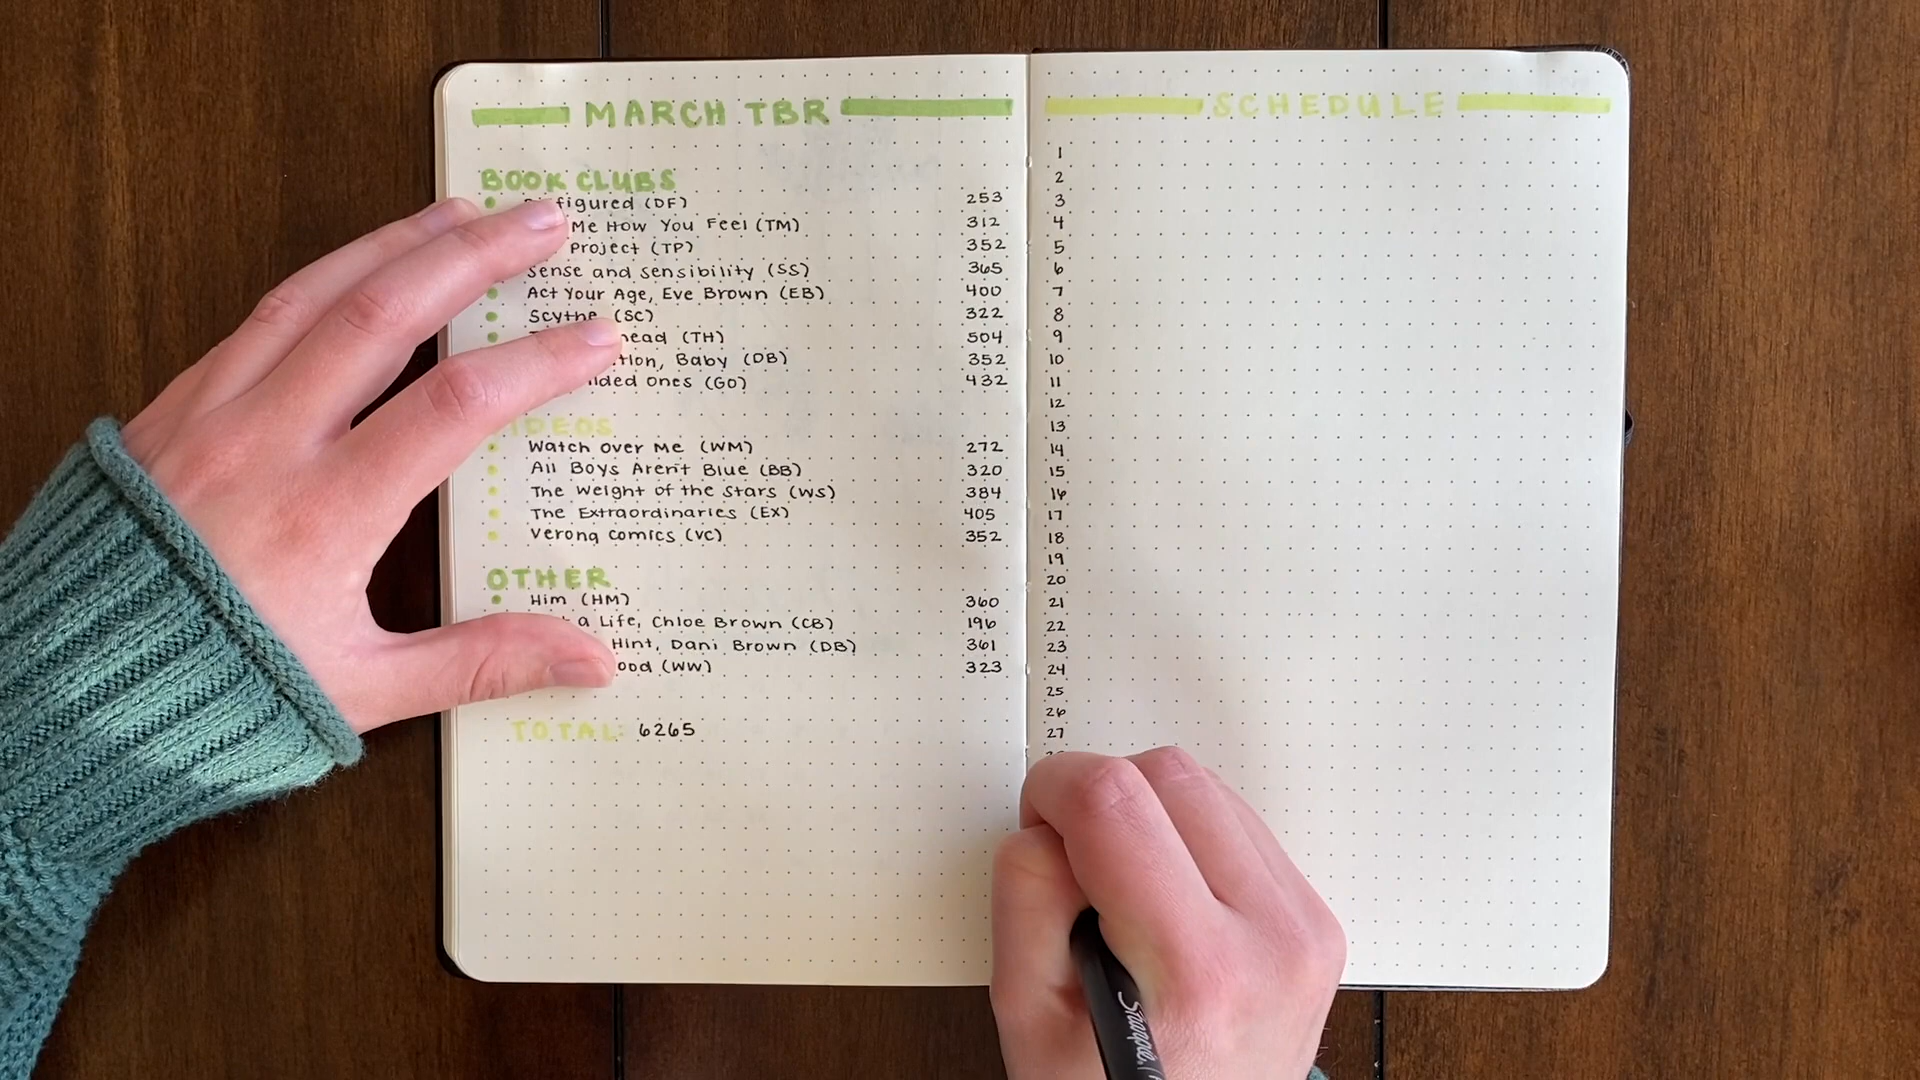 MARCH TBR
BOOK CLUBS
figured (DF) 253
Me How You Feel (TM) 312
Project (TP) 352
Sense and Sensibility (SS) 365
Act Your Age, Eve Brown (EB) 400
Scythe (SC) 322
head (TH) 504
tion, Baby (DB) 352
ilded Ones (GO) 432
IDEOS
Watch Over Me (WM) 272
All Boys Aren't Blue (BB) 320
The Weight of the Stars (WS) 384
The Extraordinaries (EX) 405
Verona Comics (VC) 352
OTHER
Him (HM) 360
a Life, Chloe Brown (CB) 196
Hint, Dani Brown (DB) 361
ood (WW) 323
TOTAL: 6265
SCHEDULE
1
2
3
4
5
6
7
8
9
10
11
12
13
14
15
16
17
18
19
20
21
22
23
24
25
26
27
Sharpie